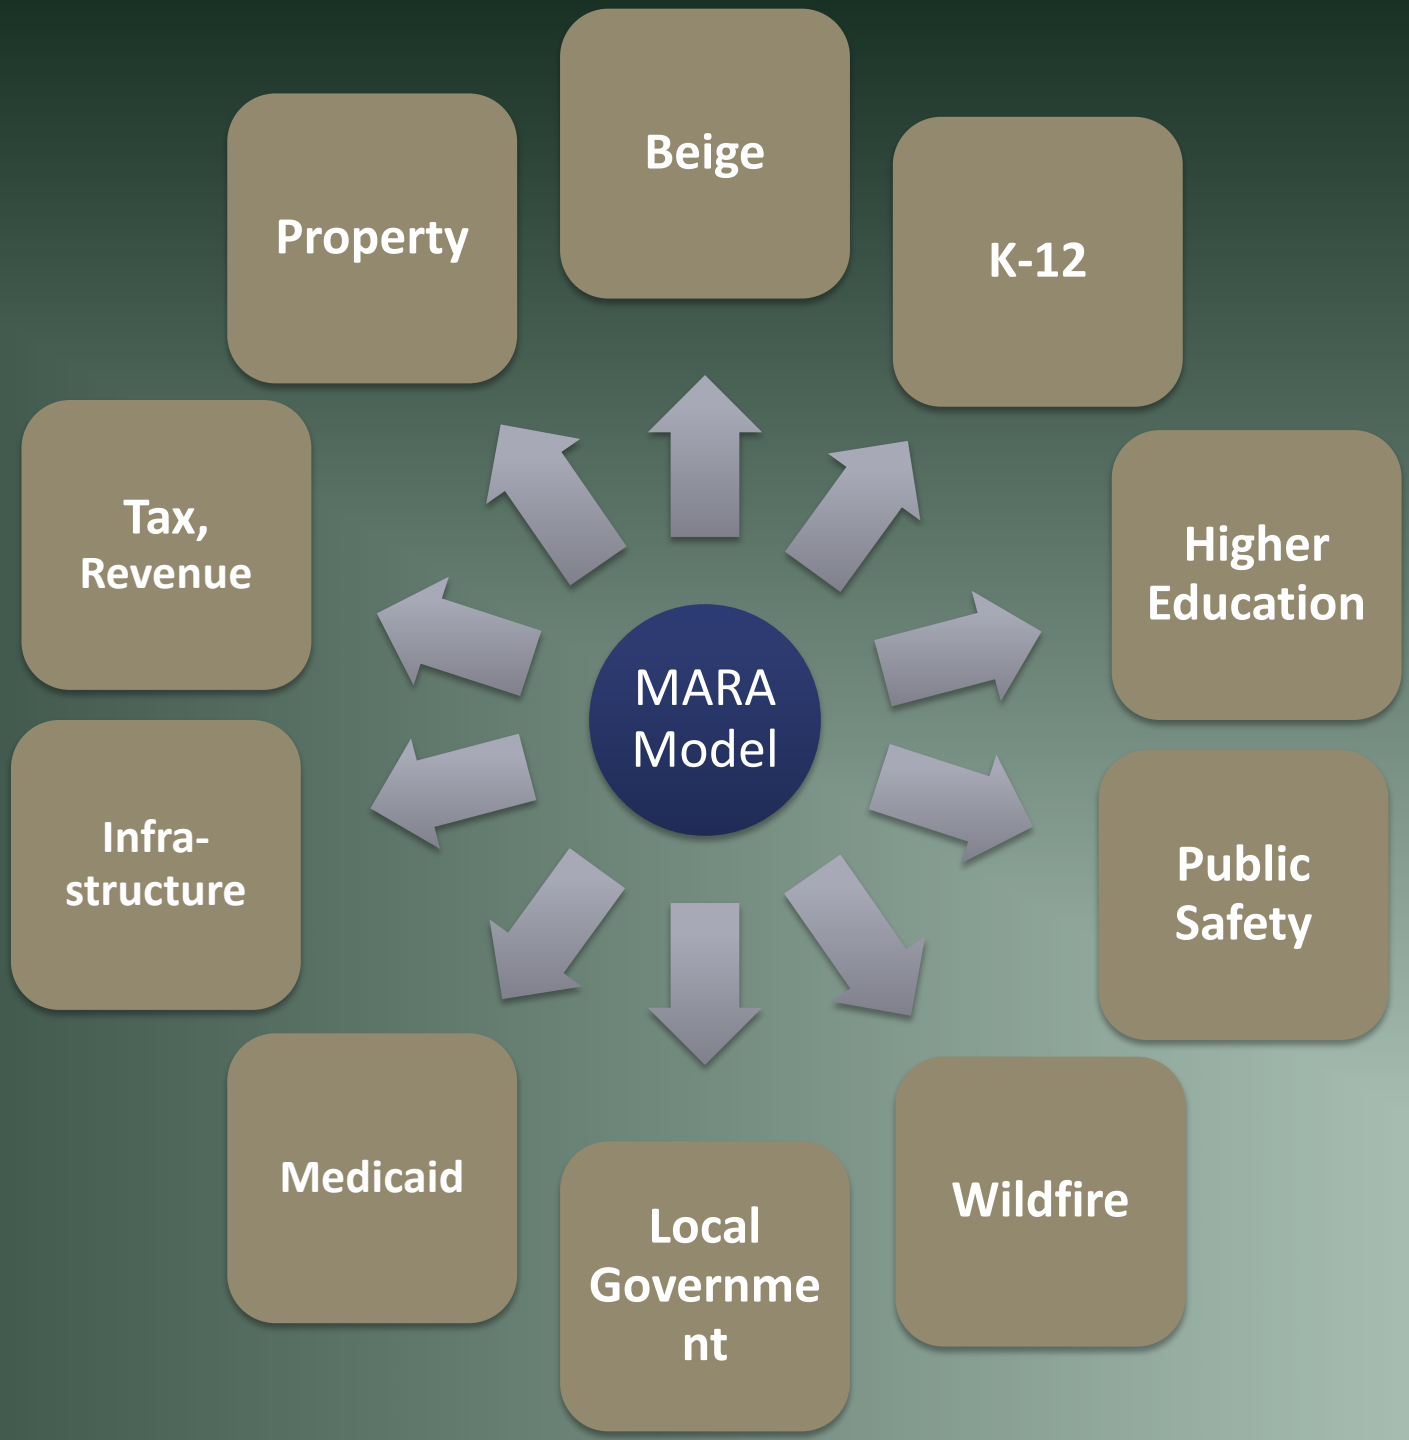 Beige
K-12
Higher
Education
Public
Safety
Wildfire
Local
Governme
nt
Medicaid
Infra-
structure
Tax,
Revenue
Property
MARA
Model